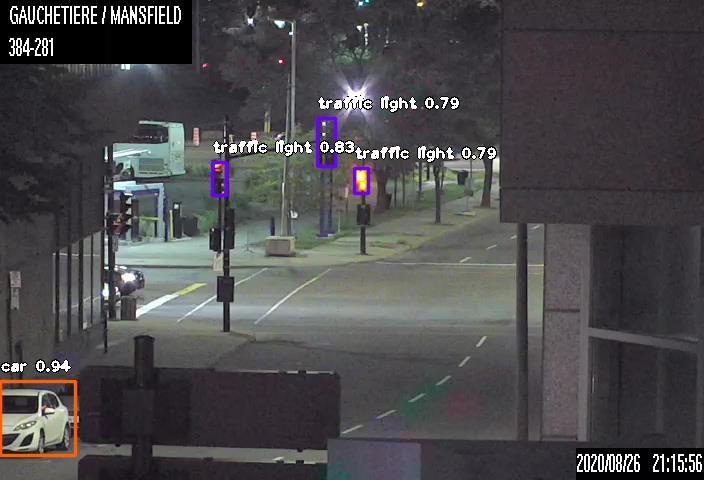 GAUCHETIERE / MANSFIELD
384-281
traffic light 0.79
traffic light 0.83
traffic light 0.79
car 0.94
2020/08/26 21:15:56